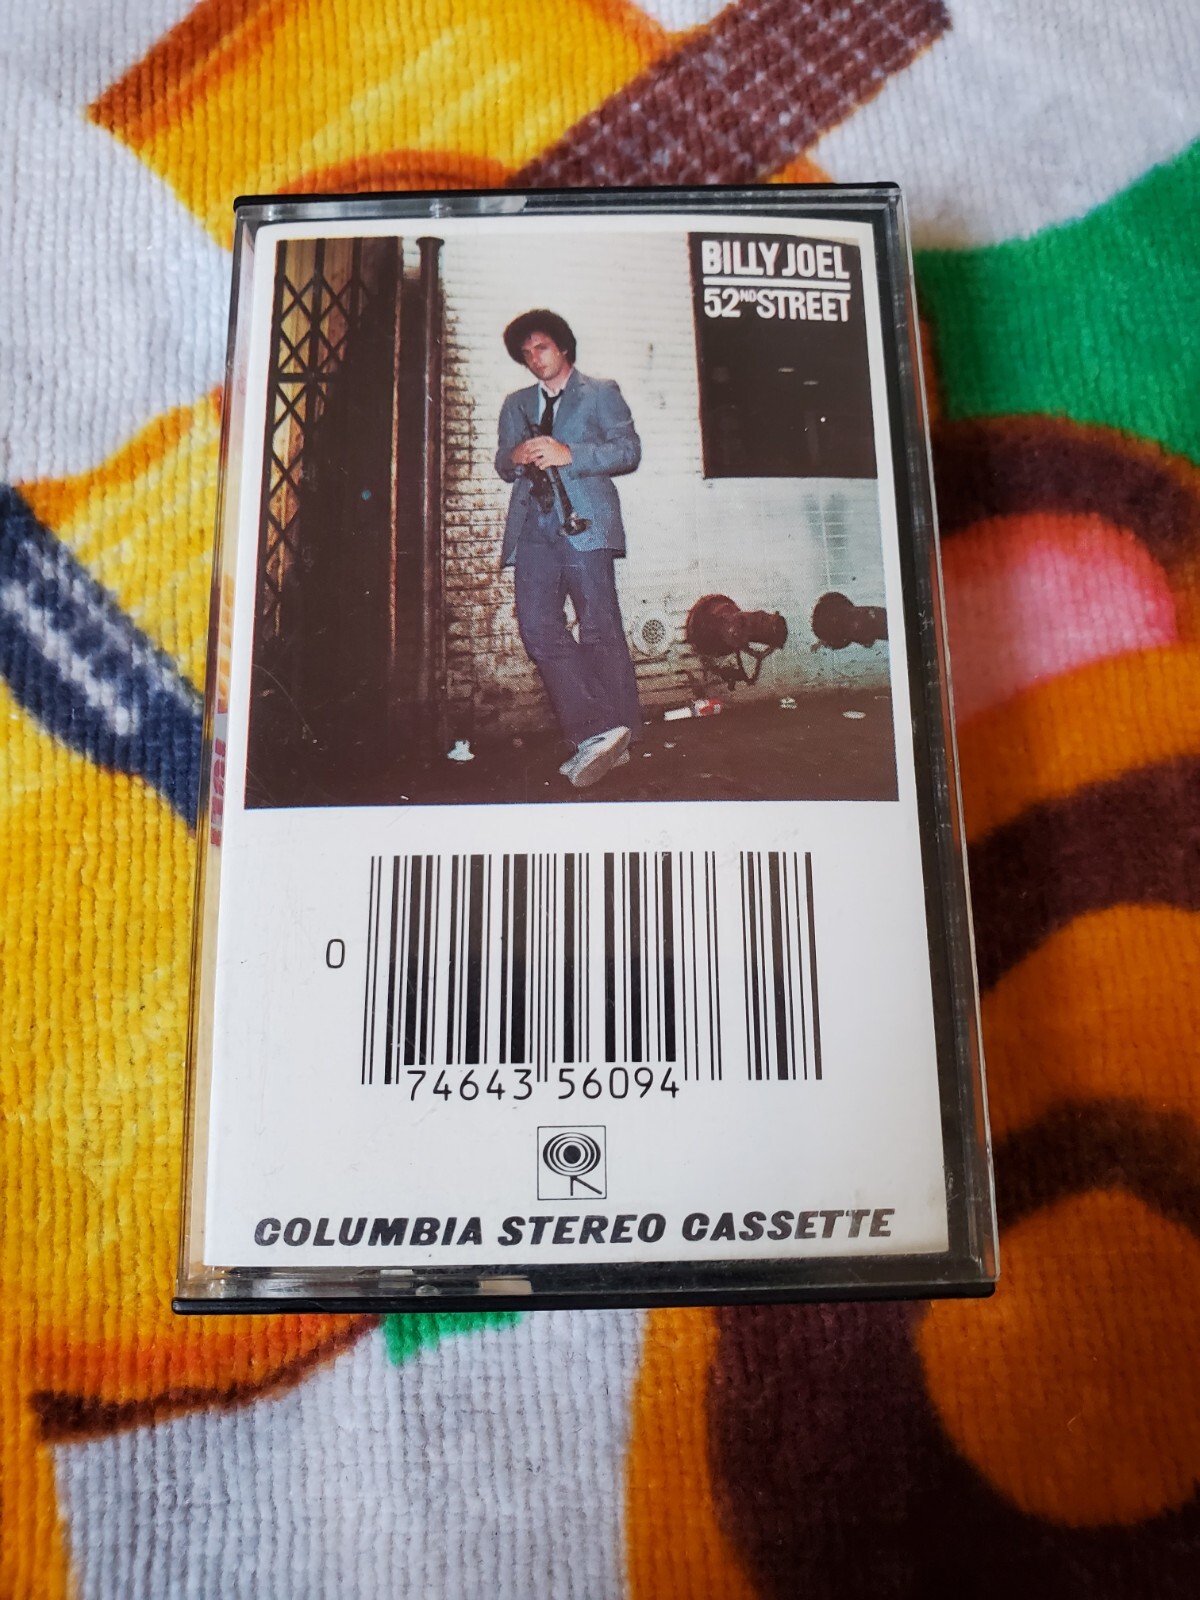 BILLY JOEL
52ND STREET
0
74643 56094
COLUMBIA STEREO CASSETTE